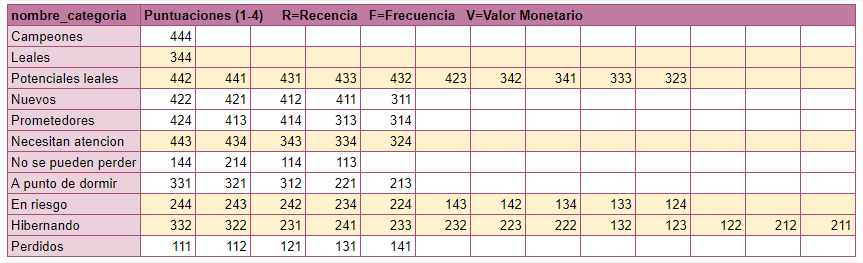 nombre_categoria Puntuaciones (1-4) R=Recencia F=Frecuencia V=Valor Monetario
Campeones 444
Leales 344
Potenciales leales 442 441 431 433 432 423 342 341 333 323
Nuevos 422 421 412 411 311
Prometedores 424 413 414 313 314
Necesitan atencion 443 434 343 334 324
No se pueden perder 144 214 114 113
A punto de dormir 331 321 312 221 213
En riesgo 244 243 242 234 224 143 142 134 133 124
Hibernando 332 322 231 241 233 232 223 222 132 123 122 212 211
Perdidos 111 112 121 131 141